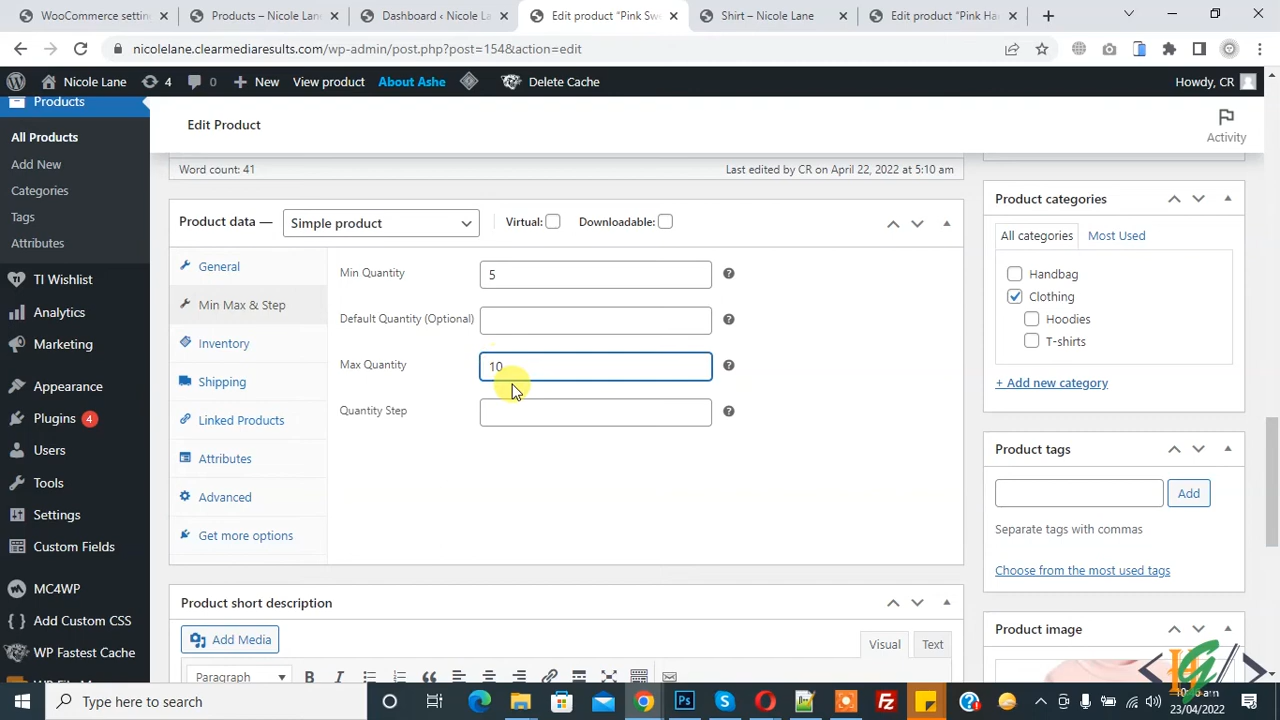 WooCommerce settin
Products – Nicole Lane
Dashboard ‹ Nicole L
Edit product “Pink Sw
Shirt – Nicole Lane
Edit product “Pink Ha
nicolelane.clearmediaresults.com/wp-admin/post.php?post=154&action=edit
Nicole Lane
4
0
New
View product
About Ashe
Delete Cache
Howdy, CR
Products
All Products
Add New
Categories
Tags
Attributes
TI Wishlist
Analytics
Marketing
Appearance
Plugins 4
Users
Tools
Settings
Custom Fields
MC4WP
Add Custom CSS
WP Fastest Cache
Edit Product
Activity
Word count: 41
Last edited by CR on April 22, 2022 at 5:10 am
Product data —
Simple product
Virtual:
Downloadable:
General
Min Max & Step
Inventory
Shipping
Linked Products
Attributes
Advanced
Get more options
Min Quantity
5
Default Quantity (Optional)
Max Quantity
10
Quantity Step
Product short description
Add Media
Visual
Text
Paragraph
Product categories
All categories
Most Used
Handbag
Clothing
Hoodies
T-shirts
+ Add new category
Product tags
Add
Separate tags with commas
Choose from the most used tags
Product image
Type here to search
23/04/2022